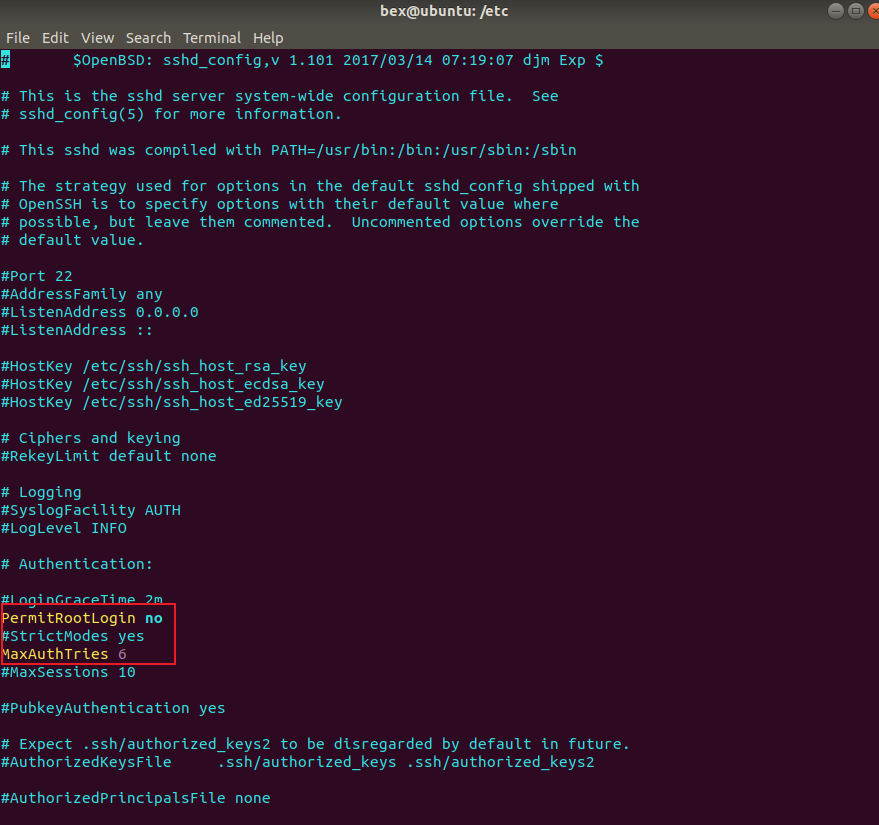 bex@ubuntu: /etc
File Edit View Search Terminal Help
#       $OpenBSD: sshd_config,v 1.101 2017/03/14 07:19:07 djm Exp $
# This is the sshd server system-wide configuration file.  See
# sshd_config(5) for more information.
# This sshd was compiled with PATH=/usr/bin:/bin:/usr/sbin:/sbin
# The strategy used for options in the default sshd_config shipped with
# OpenSSH is to specify options with their default value where
# possible, but leave them commented.  Uncommented options override the
# default value.
#Port 22
#AddressFamily any
#ListenAddress 0.0.0.0
#ListenAddress ::
#HostKey /etc/ssh/ssh_host_rsa_key
#HostKey /etc/ssh/ssh_host_ecdsa_key
#HostKey /etc/ssh/ssh_host_ed25519_key
# Ciphers and keying
#RekeyLimit default none
# Logging
#SyslogFacility AUTH
#LogLevel INFO
# Authentication:
#LoginGraceTime 2m
PermitRootLogin no
#StrictModes yes
MaxAuthTries 6
#MaxSessions 10
#PubkeyAuthentication yes
# Expect .ssh/authorized_keys2 to be disregarded by default in future.
#AuthorizedKeysFile     .ssh/authorized_keys .ssh/authorized_keys2
#AuthorizedPrincipalsFile none